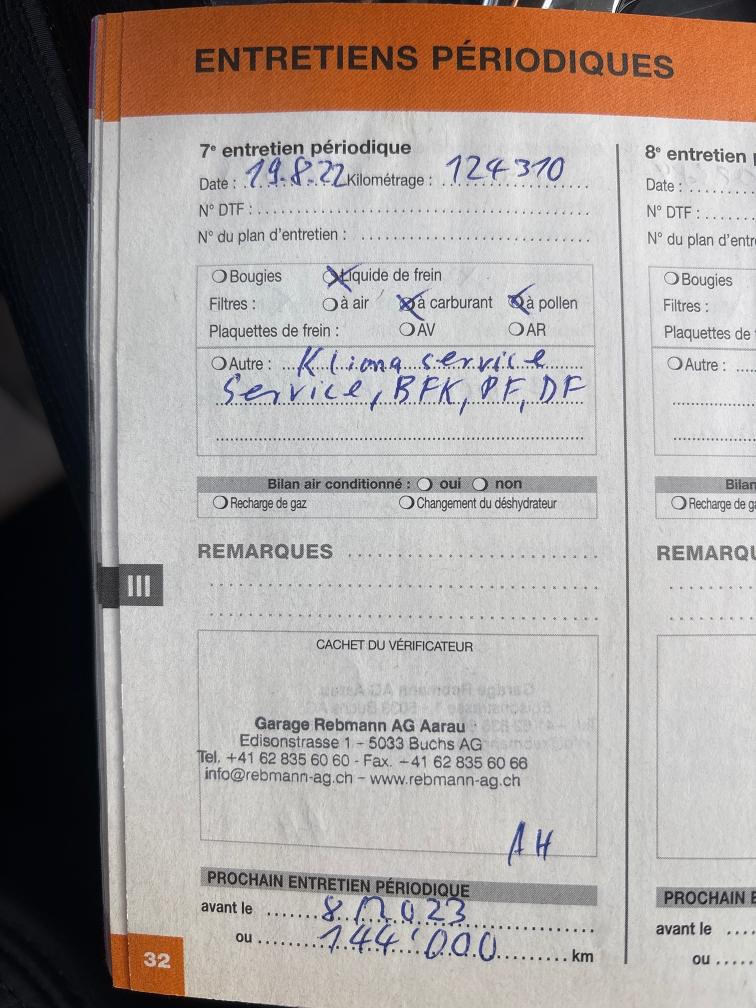 ENTRETIENS PÉRIODIQUES
7e entretien périodique
Date : 19.8.22 Kilométrage : 124310
N° DTF :
N° du plan d'entretien :
Bougies Liquide de frein
Filtres : à air à carburant à pollen
Plaquettes de frein : AV AR
Autre : Klima service
Service, BFK, PF, DF
Bilan air conditionné : oui non
Recharge de gaz Changement du déshydrateur
REMARQUES
III
CACHET DU VÉRIFICATEUR
Garage Rebmann AG Aarau
Edisonstrasse 1 - 5033 Buchs AG
Tel. +41 62 835 60 60 - Fax. +41 62 835 60 66
info@rebmann-ag.ch - www.rebmann-ag.ch
AH
PROCHAIN ENTRETIEN PÉRIODIQUE
avant le 8/2023
ou 144'000 km
32
8e entretien
Date :
N° DTF :
N° du plan d'entre
Bougies
Filtres :
Plaquettes de
Autre :
Bilan
Recharge de ga
REMARQU
PROCHAIN E
avant le
ou